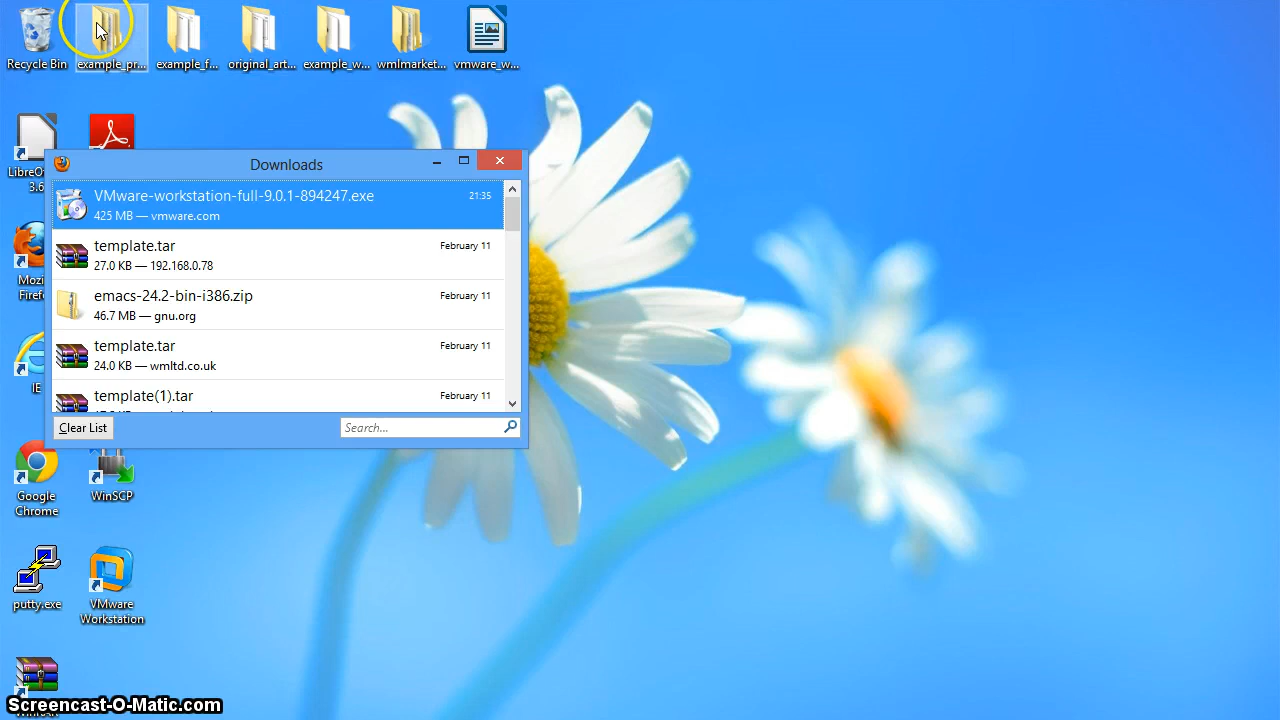 Recycle Bin
example_pr...
example_f...
original_art...
example_w...
wmlmarket...
vmware_w...
LibreO
3.6
Downloads
VMware-workstation-full-9.0.1-894247.exe
21:35
425 MB — vmware.com
template.tar
February 11
27.0 KB — 192.168.0.78
emacs-24.2-bin-i386.zip
February 11
46.7 MB — gnu.org
template.tar
February 11
24.0 KB — wmltd.co.uk
template(1).tar
February 11
Clear List
Search...
Mozi
Firef
IE
Google
Chrome
WinSCP
putty.exe
VMware
Workstation
Screencast-O-Matic.com